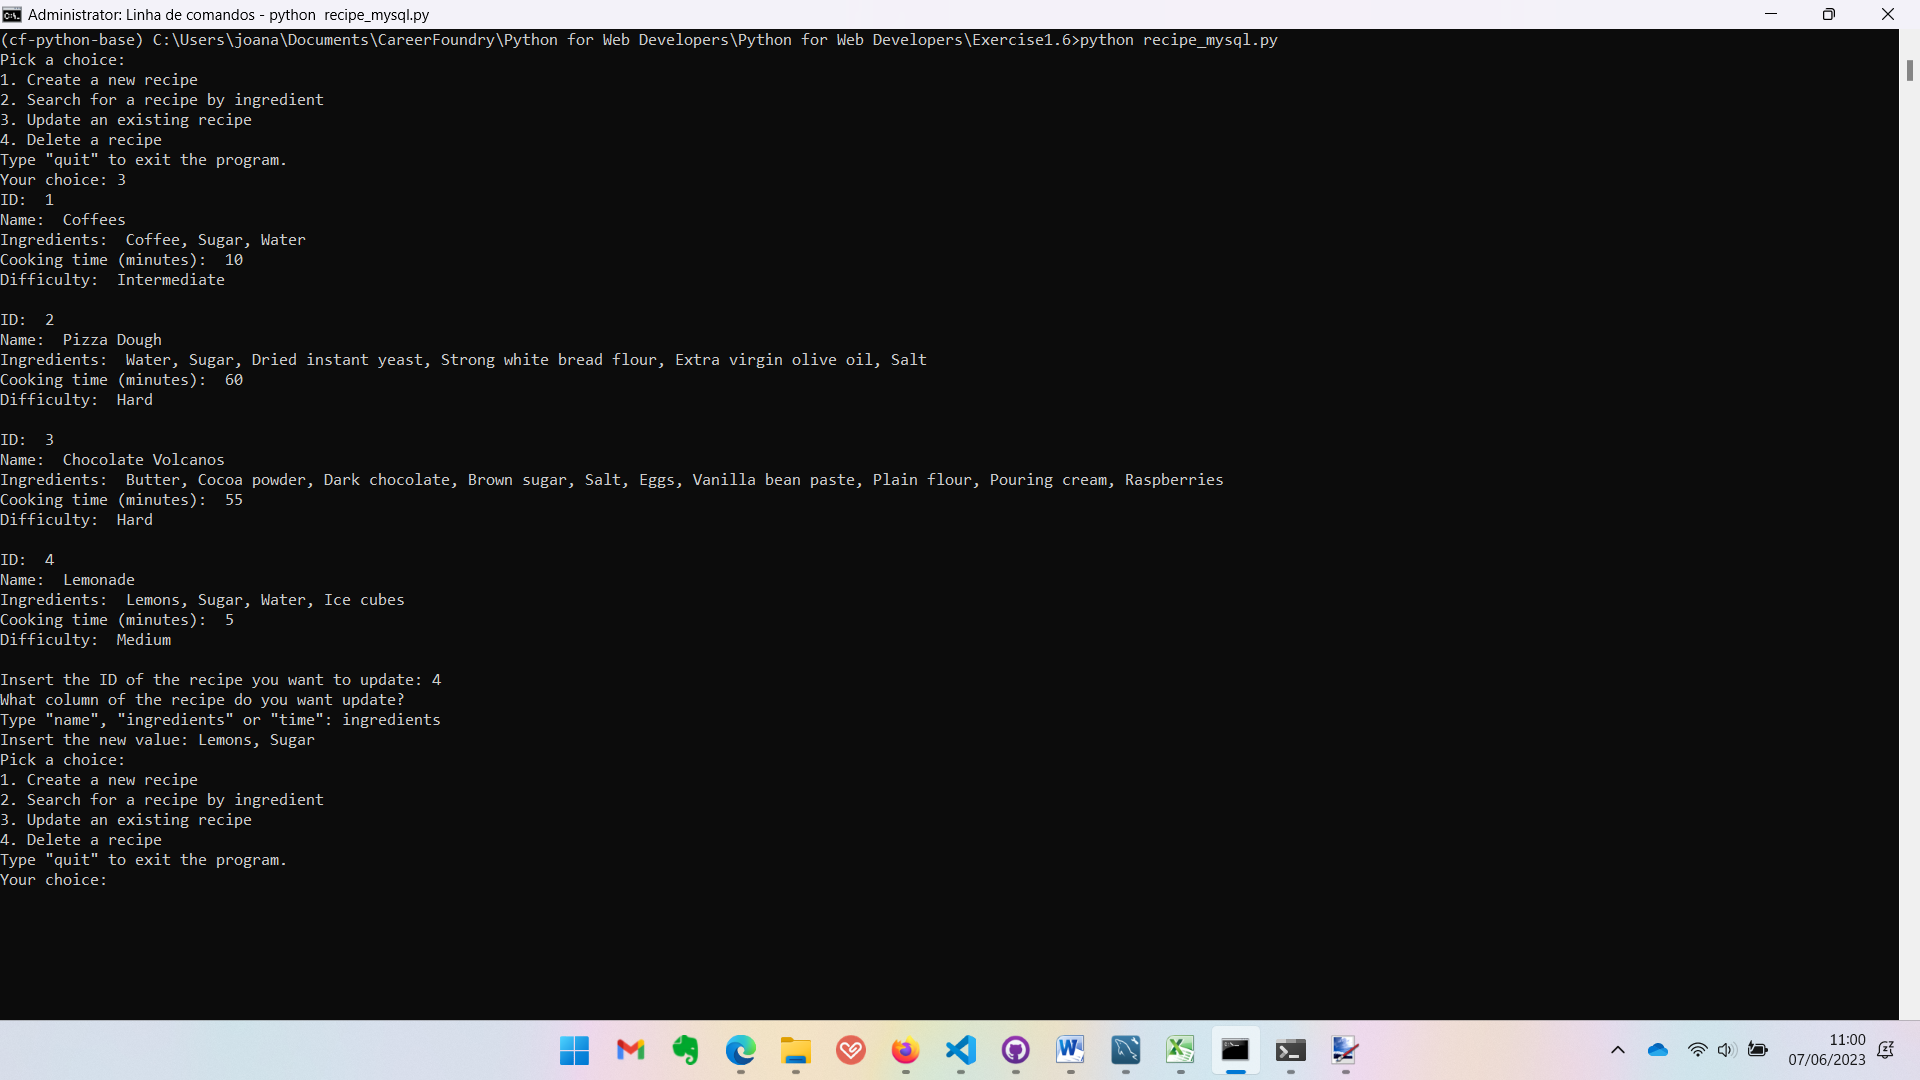 Administrator: Linha de comandos - python  recipe_mysql.py
(cf-python-base) C:\Users\joana\Documents\CareerFoundry\Python for Web Developers\Python for Web Developers\Exercise1.6>python recipe_mysql.py
Pick a choice:
1. Create a new recipe
2. Search for a recipe by ingredient
3. Update an existing recipe
4. Delete a recipe
Type "quit" to exit the program.
Your choice: 3
ID:  1
Name:  Coffees
Ingredients:  Coffee, Sugar, Water
Cooking time (minutes):  10
Difficulty:  Intermediate
ID:  2
Name:  Pizza Dough
Ingredients:  Water, Sugar, Dried instant yeast, Strong white bread flour, Extra virgin olive oil, Salt
Cooking time (minutes):  60
Difficulty:  Hard
ID:  3
Name:  Chocolate Volcanos
Ingredients:  Butter, Cocoa powder, Dark chocolate, Brown sugar, Salt, Eggs, Vanilla bean paste, Plain flour, Pouring cream, Raspberries
Cooking time (minutes):  55
Difficulty:  Hard
ID:  4
Name:  Lemonade
Ingredients:  Lemons, Sugar, Water, Ice cubes
Cooking time (minutes):  5
Difficulty:  Medium
Insert the ID of the recipe you want to update: 4
What column of the recipe do you want update?
Type "name", "ingredients" or "time": ingredients
Insert the new value: Lemons, Sugar
Pick a choice:
1. Create a new recipe
2. Search for a recipe by ingredient
3. Update an existing recipe
4. Delete a recipe
Type "quit" to exit the program.
Your choice:
11:00
07/06/2023